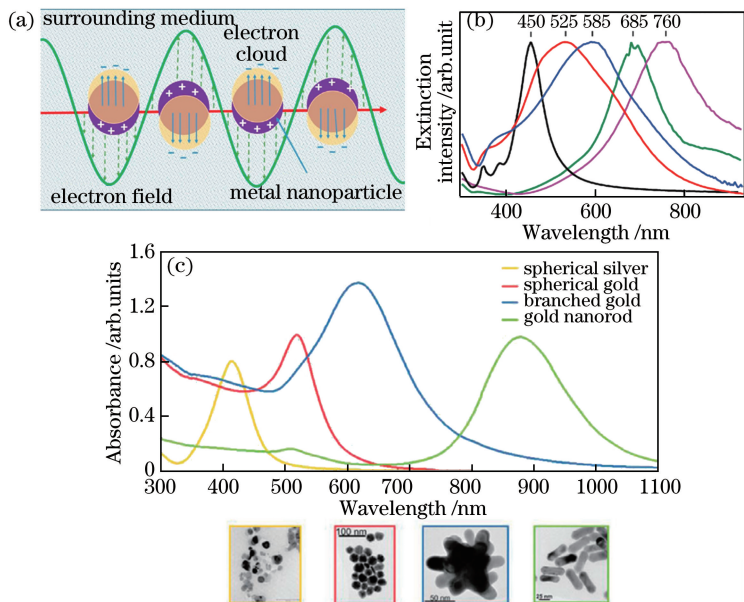 (a)
surrounding medium
electron
cloud
electron field
metal nanoparticle
(b)
450 525 585 685 760
Extinction
intensity /arb.unit
400 600 800
Wavelength /nm
(c)
1.6
1.2
0.8
0.4
0
Absorbance /arb.units
spherical silver
spherical gold
branched gold
gold nanorod
300 400 500 600 700 800 900 1000 1100
Wavelength /nm
100 nm
50 nm